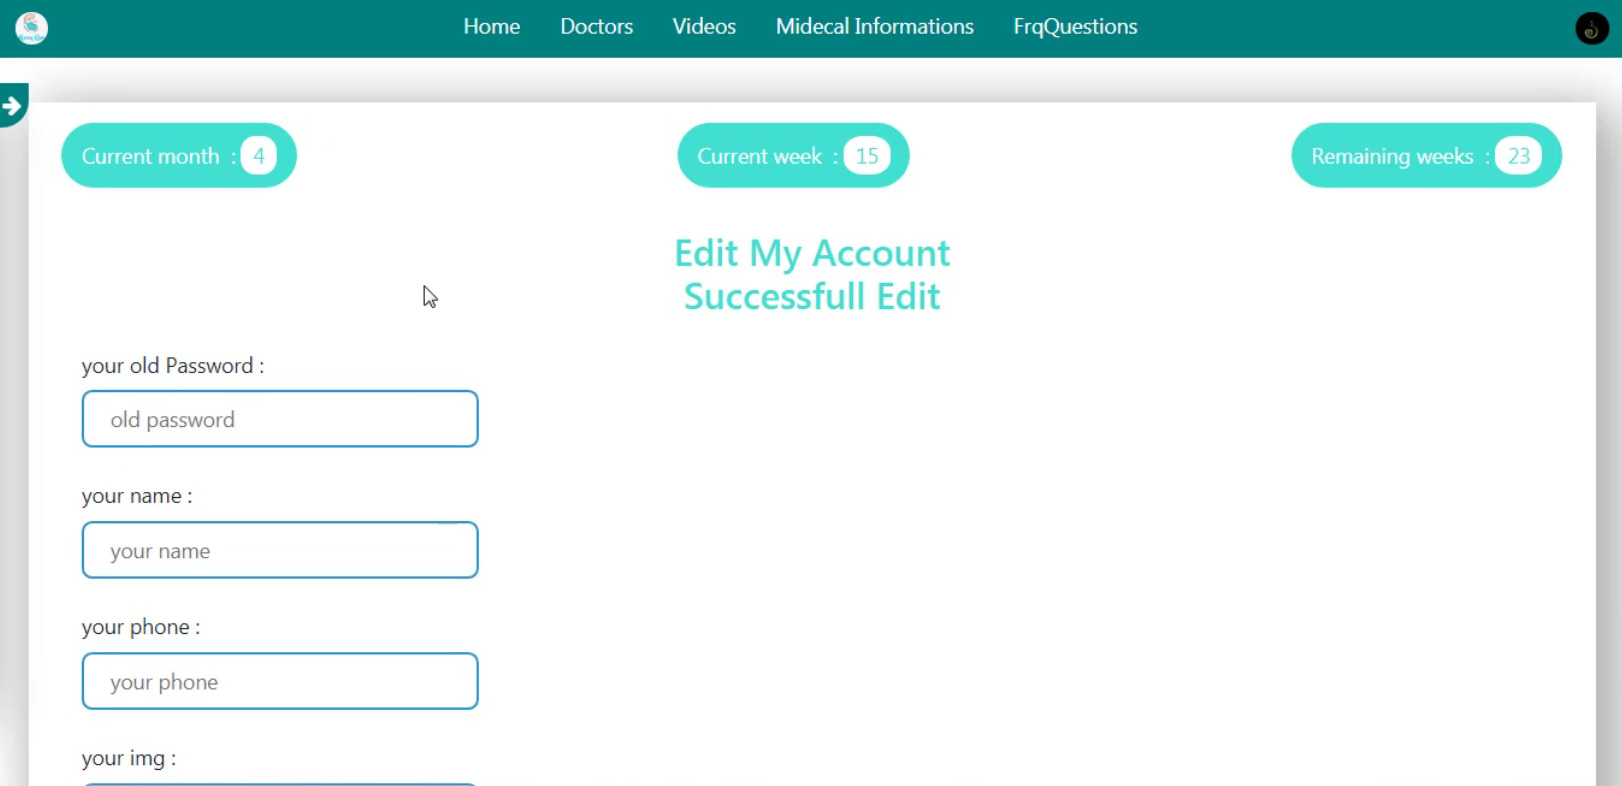 Home Doctors Videos Midecal Informations FrqQuestions
Current month : 4 Current week : 15 Remaining weeks : 23
Edit My Account
Successfull Edit
your old Password :
old password
your name :
your name
your phone :
your phone
your img :